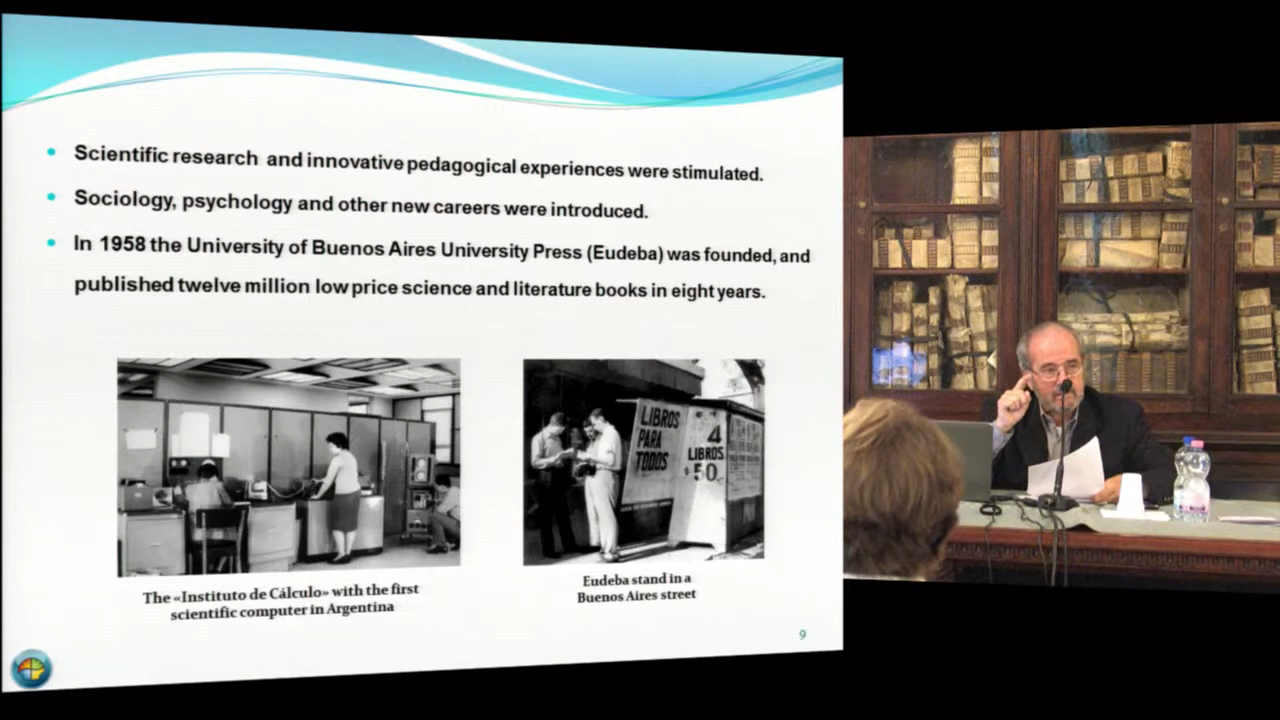 Scientific research and innovative pedagogical experiences were stimulated.
Sociology, psychology and other new careers were introduced.
In 1958 the University of Buenos Aires University Press (Eudeba) was founded, and
published twelve million low price science and literature books in eight years.
LIBROS
PARA
TODOS
4
LIBROS
$50
The «Instituto de Cálculo» with the first
scientific computer in Argentina
Eudeba stand in a
Buenos Aires street
9